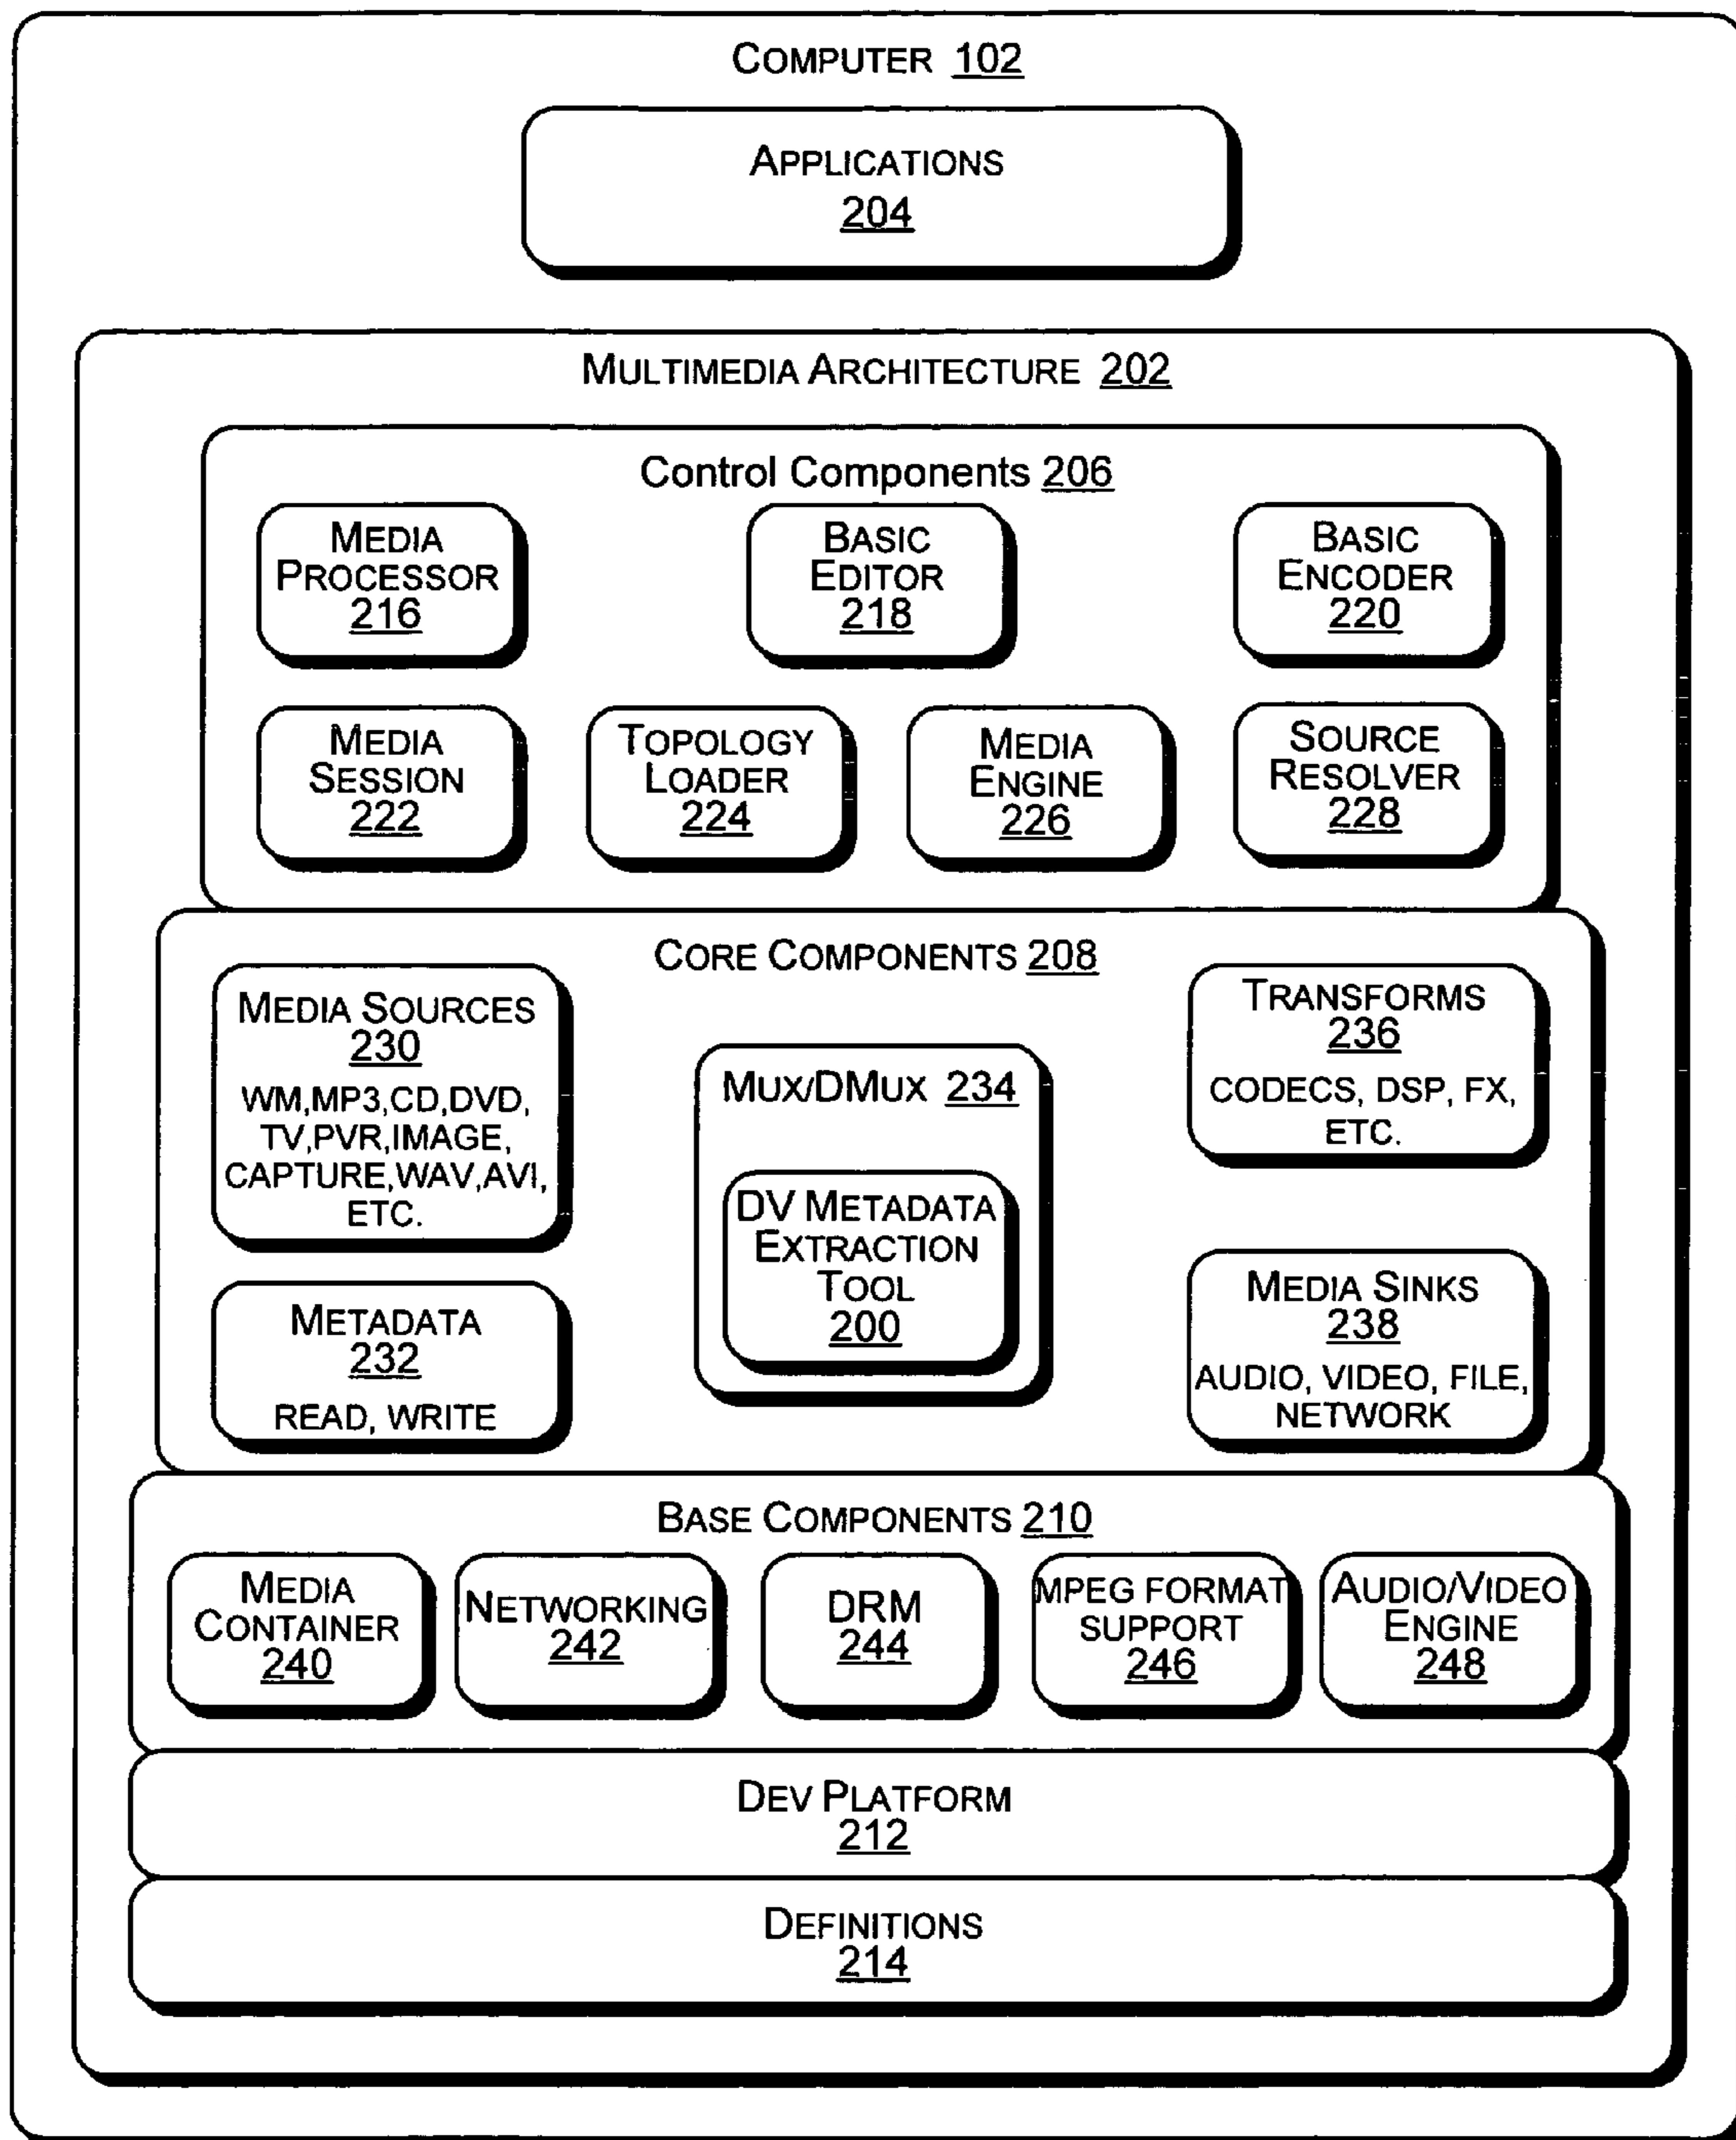 COMPUTER 102
APPLICATIONS
204
MULTIMEDIA ARCHITECTURE 202
Control Components 206
MEDIA
PROCESSOR
216
BASIC
EDITOR
218
BASIC
ENCODER
220
MEDIA
SESSION
222
TOPOLOGY
LOADER
224
MEDIA
ENGINE
226
SOURCE
RESOLVER
228
CORE COMPONENTS 208
MEDIA SOURCES
230
WM,MP3,CD,DVD,
TV,PVR,IMAGE,
CAPTURE,WAV,AVI,
ETC.
METADATA
232
READ, WRITE
MUX/DMUX 234
DV METADATA
EXTRACTION
TOOL
200
TRANSFORMS
236
CODECS, DSP, FX,
ETC.
MEDIA SINKS
238
AUDIO, VIDEO, FILE,
NETWORK
BASE COMPONENTS 210
MEDIA
CONTAINER
240
NETWORKING
242
DRM
244
MPEG FORMAT
SUPPORT
246
AUDIO/VIDEO
ENGINE
248
DEV PLATFORM
212
DEFINITIONS
214